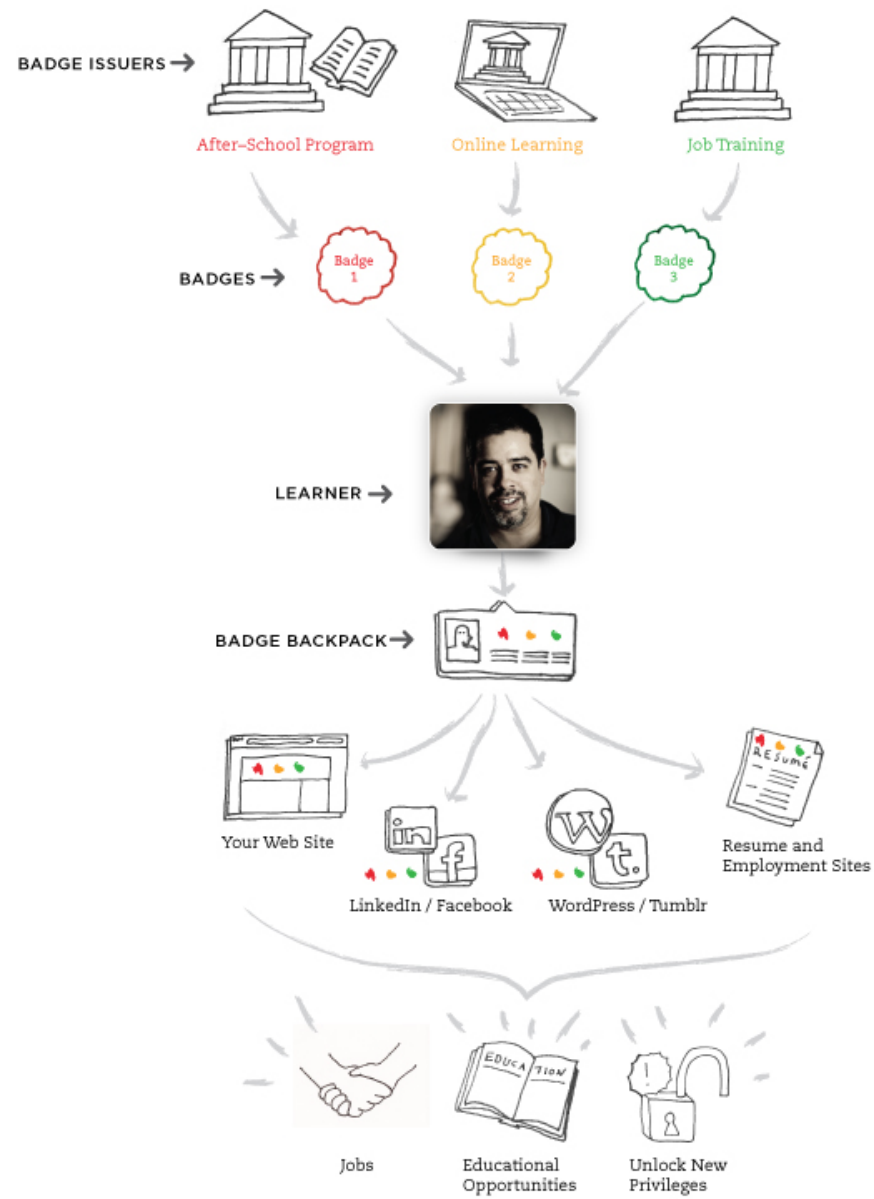 BADGE ISSUERS
After–School Program
Online Learning
Job Training
BADGES
Badge
1
Badge
2
Badge
3
LEARNER
BADGE BACKPACK
RESUMÉ
Your Web Site
in
f
W
t.
Resume and
Employment Sites
LinkedIn / Facebook
WordPress / Tumblr
EDUCATION
!
Jobs
Educational
Opportunities
Unlock New
Privileges